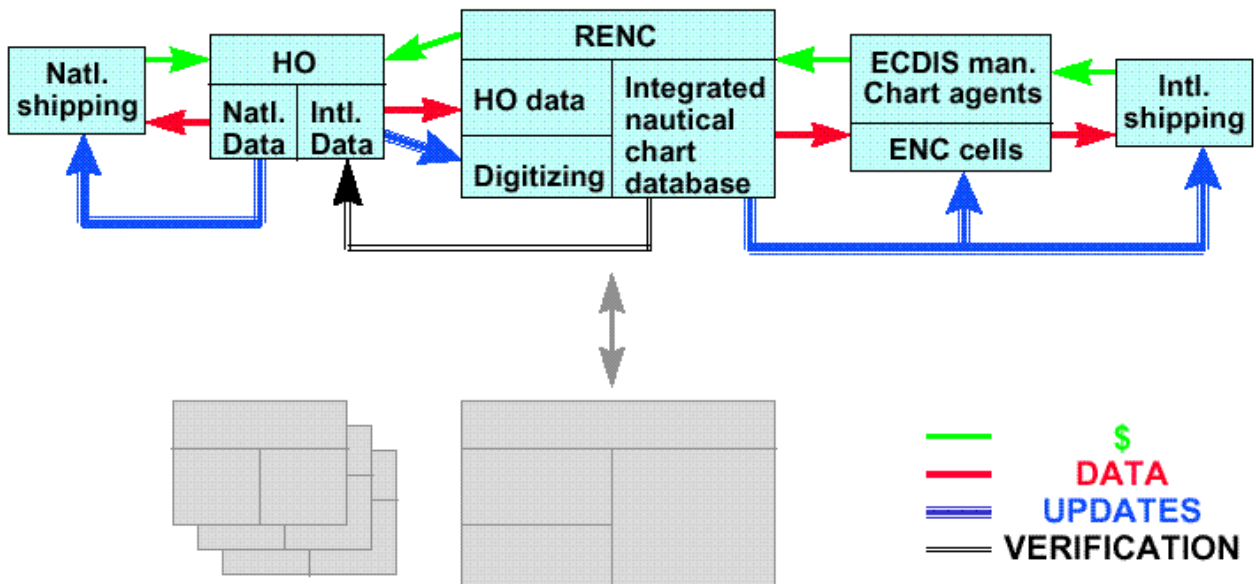 Natl.
shipping
HO
Natl.
Data
Intl.
Data
RENC
HO data
Digitizing
Integrated
nautical
chart
database
ECDIS man.
Chart agents
ENC cells
Intl.
shipping
$
DATA
UPDATES
VERIFICATION